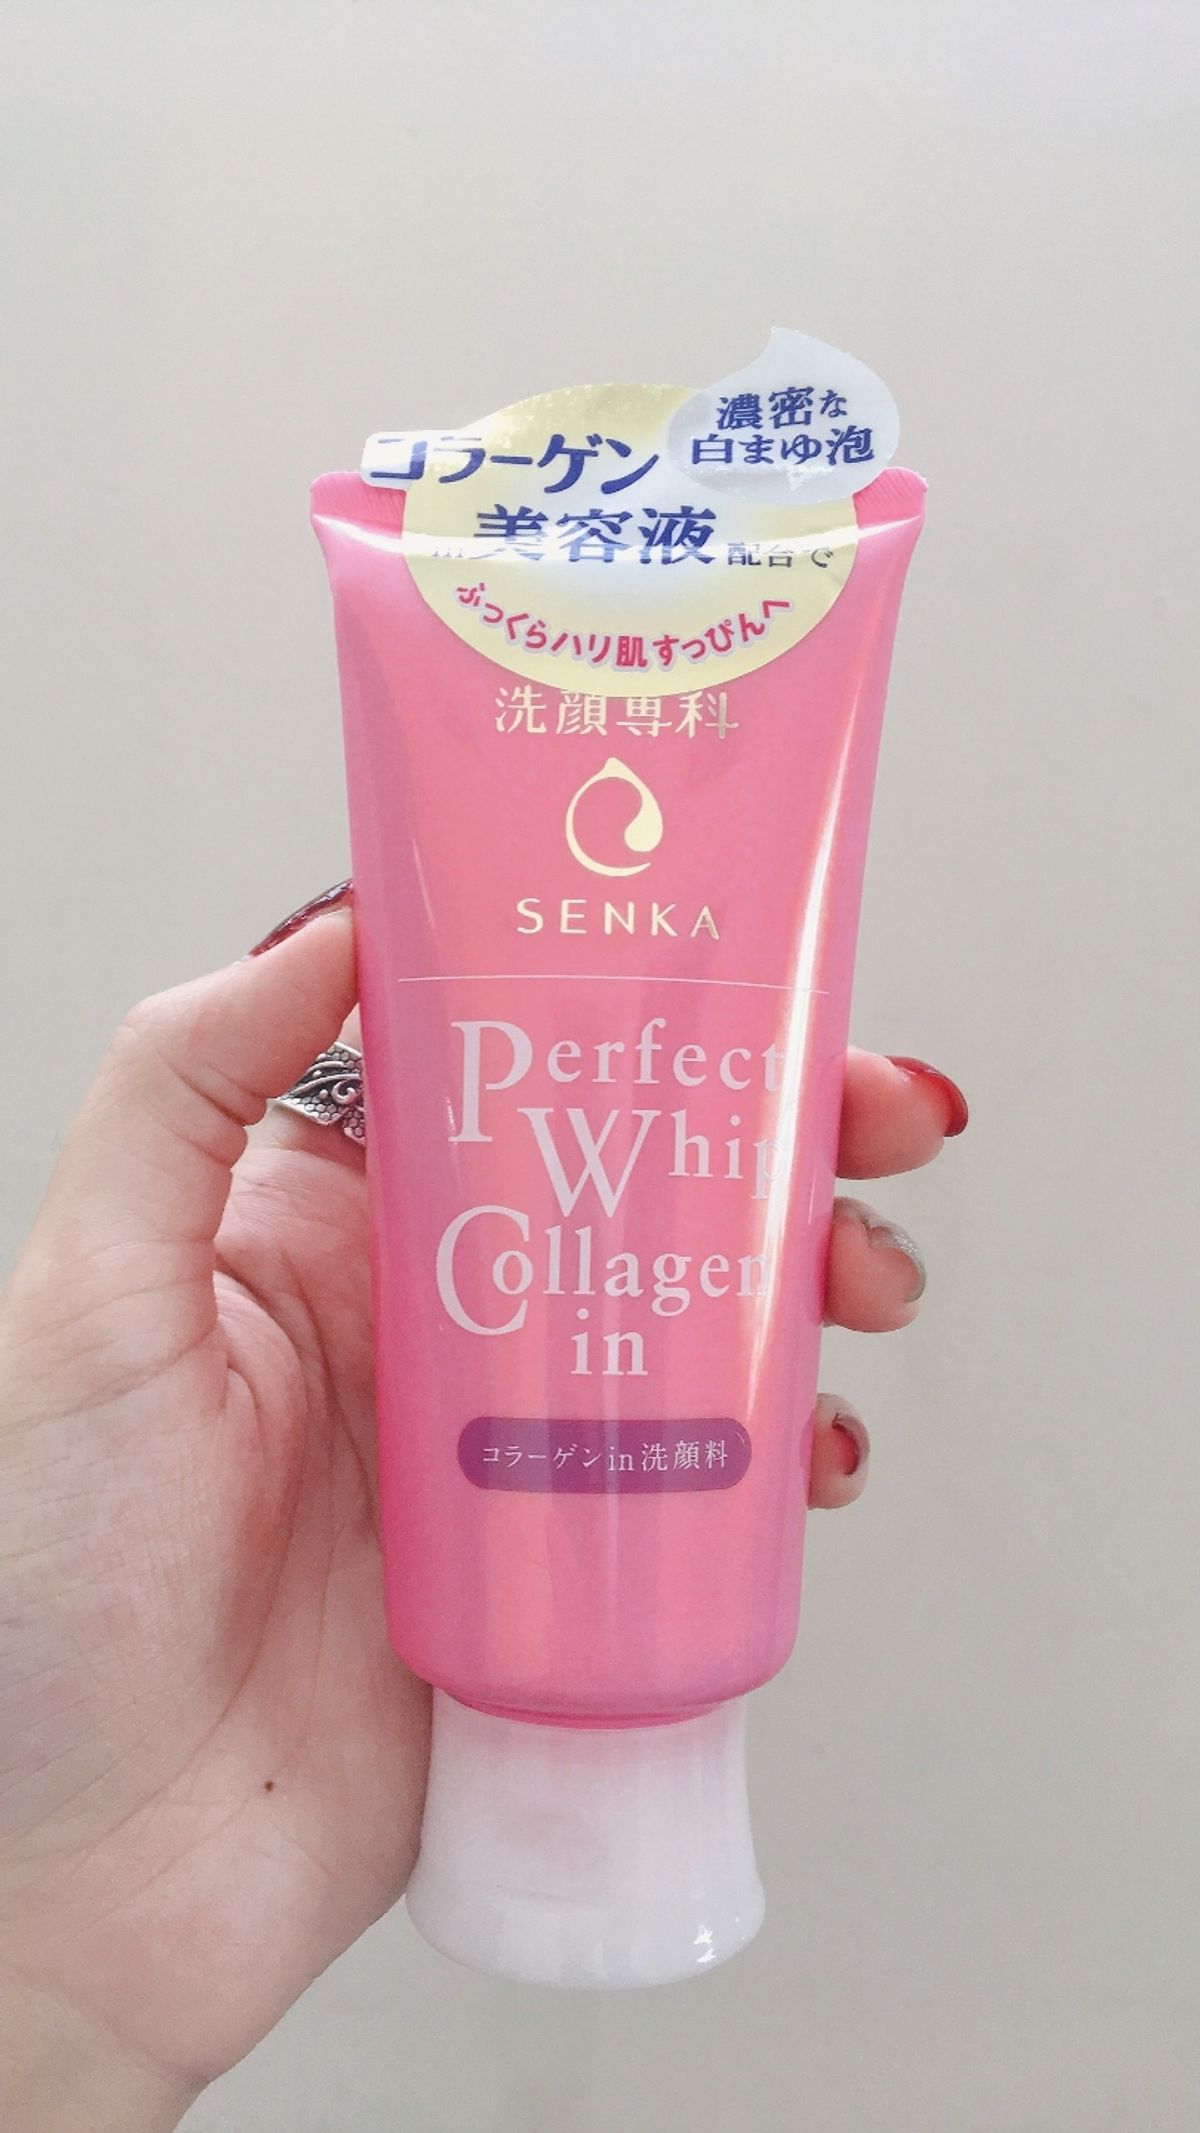 濃密な
白まゆ泡
コラーゲン
in美容液配合で
ぷっくらハリ肌すっぴんへ
洗顔専科
SENKA
Perfect
Whip
Collagen
in
コラーゲンin洗顔料